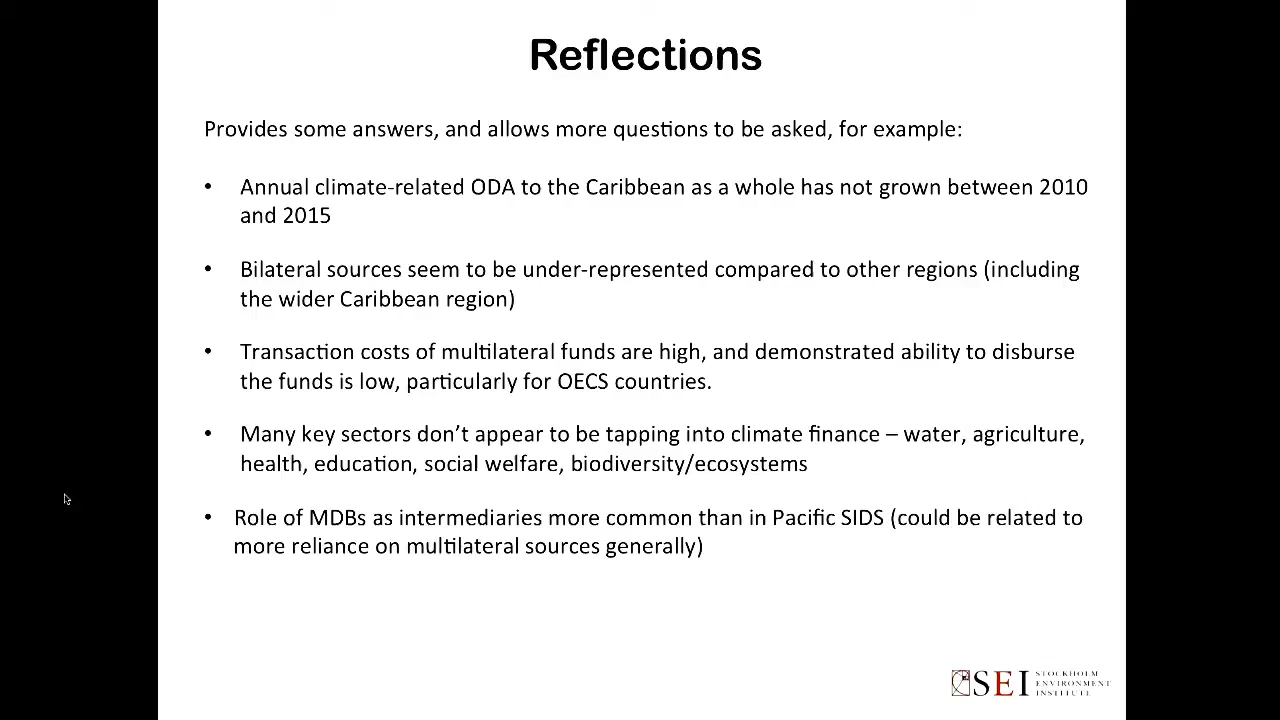 Reflections
Provides some answers, and allows more questions to be asked, for example:
• Annual climate-related ODA to the Caribbean as a whole has not grown between 2010
and 2015
• Bilateral sources seem to be under-represented compared to other regions (including
the wider Caribbean region)
• Transaction costs of multilateral funds are high, and demonstrated ability to disburse
the funds is low, particularly for OECS countries.
• Many key sectors don’t appear to be tapping into climate finance – water, agriculture,
health, education, social welfare, biodiversity/ecosystems
• Role of MDBs as intermediaries more common than in Pacific SIDS (could be related to
more reliance on multilateral sources generally)
SEI
STOCKHOLM
ENVIRONMENT
INSTITUTE